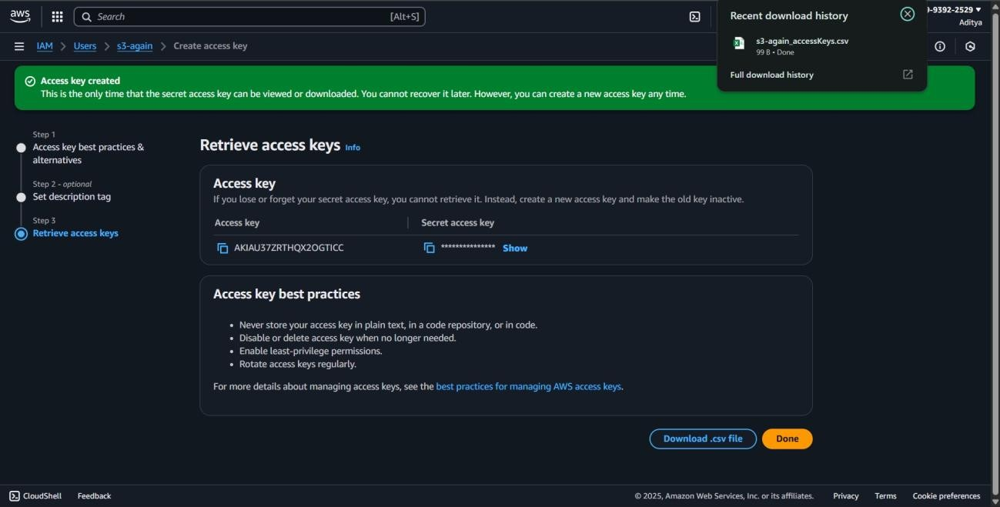 aws
Search
[Alt+S]
Recent download history
s3-again_accessKeys.csv
99 B • Done
Full download history
-9392-2529
Aditya
IAM > Users > s3-again > Create access key
Access key created
This is the only time that the secret access key can be viewed or downloaded. You cannot recover it later. However, you can create a new access key any time.
Step 1
Access key best practices &
alternatives
Step 2 - optional
Set description tag
Step 3
Retrieve access keys
Retrieve access keys Info
Access key
If you lose or forget your secret access key, you cannot retrieve it. Instead, create a new access key and make the old key inactive.
Access key
Secret access key
AKIAU37ZRTHQX2OGTICC
*************** Show
Access key best practices
• Never store your access key in plain text, in a code repository, or in code.
• Disable or delete access key when no longer needed.
• Enable least-privilege permissions.
• Rotate access keys regularly.
For more details about managing access keys, see the best practices for managing AWS access keys.
Download .csv file
Done
CloudShell
Feedback
© 2025, Amazon Web Services, Inc. or its affiliates.
Privacy
Terms
Cookie preferences